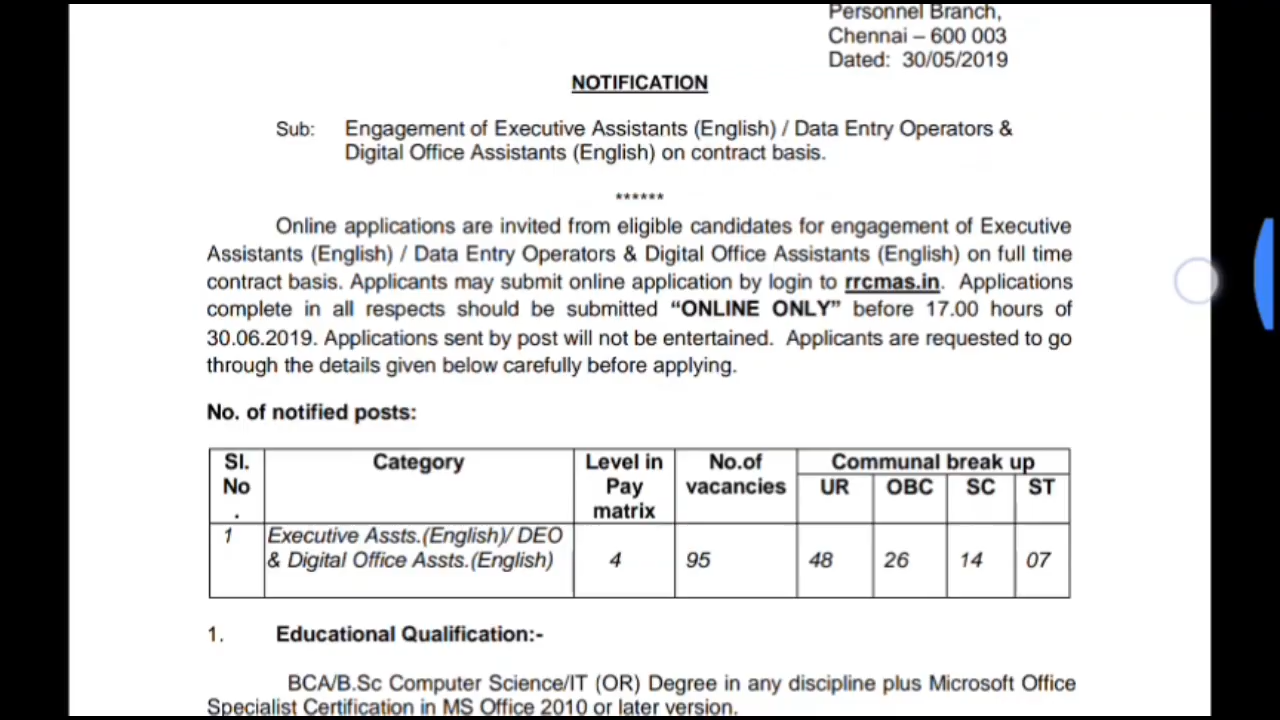 Personnel Branch,
Chennai – 600 003
Dated: 30/05/2019
NOTIFICATION
Sub: Engagement of Executive Assistants (English) / Data Entry Operators &
Digital Office Assistants (English) on contract basis.
******
Online applications are invited from eligible candidates for engagement of Executive
Assistants (English) / Data Entry Operators & Digital Office Assistants (English) on full time
contract basis. Applicants may submit online application by login to rrcmas.in. Applications
complete in all respects should be submitted “ONLINE ONLY” before 17.00 hours of
30.06.2019. Applications sent by post will not be entertained. Applicants are requested to go
through the details given below carefully before applying.
No. of notified posts:
Sl. Category Level in No.of Communal break up
No Pay vacancies UR OBC SC ST
. matrix
1 Executive Assts.(English)/ DEO
& Digital Office Assts.(English) 4 95 48 26 14 07
1. Educational Qualification:-
BCA/B.Sc Computer Science/IT (OR) Degree in any discipline plus Microsoft Office
Specialist Certification in MS Office 2010 or later version.